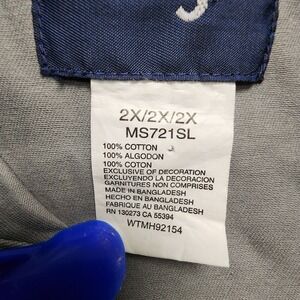 2X/2X/2X
MS721SL
100% COTTON
100% ALGODON
100% COTON
EXCLUSIVE OF DECORATION
EXCLUYENDO LA DECORACION
GARNITURES NON COMPRISES
MADE IN BANGLADESH
HECHO EN BANGLADESH
FABRIQUE AU BANGLADESH
RN 130273 CA 55394
WTMH92154